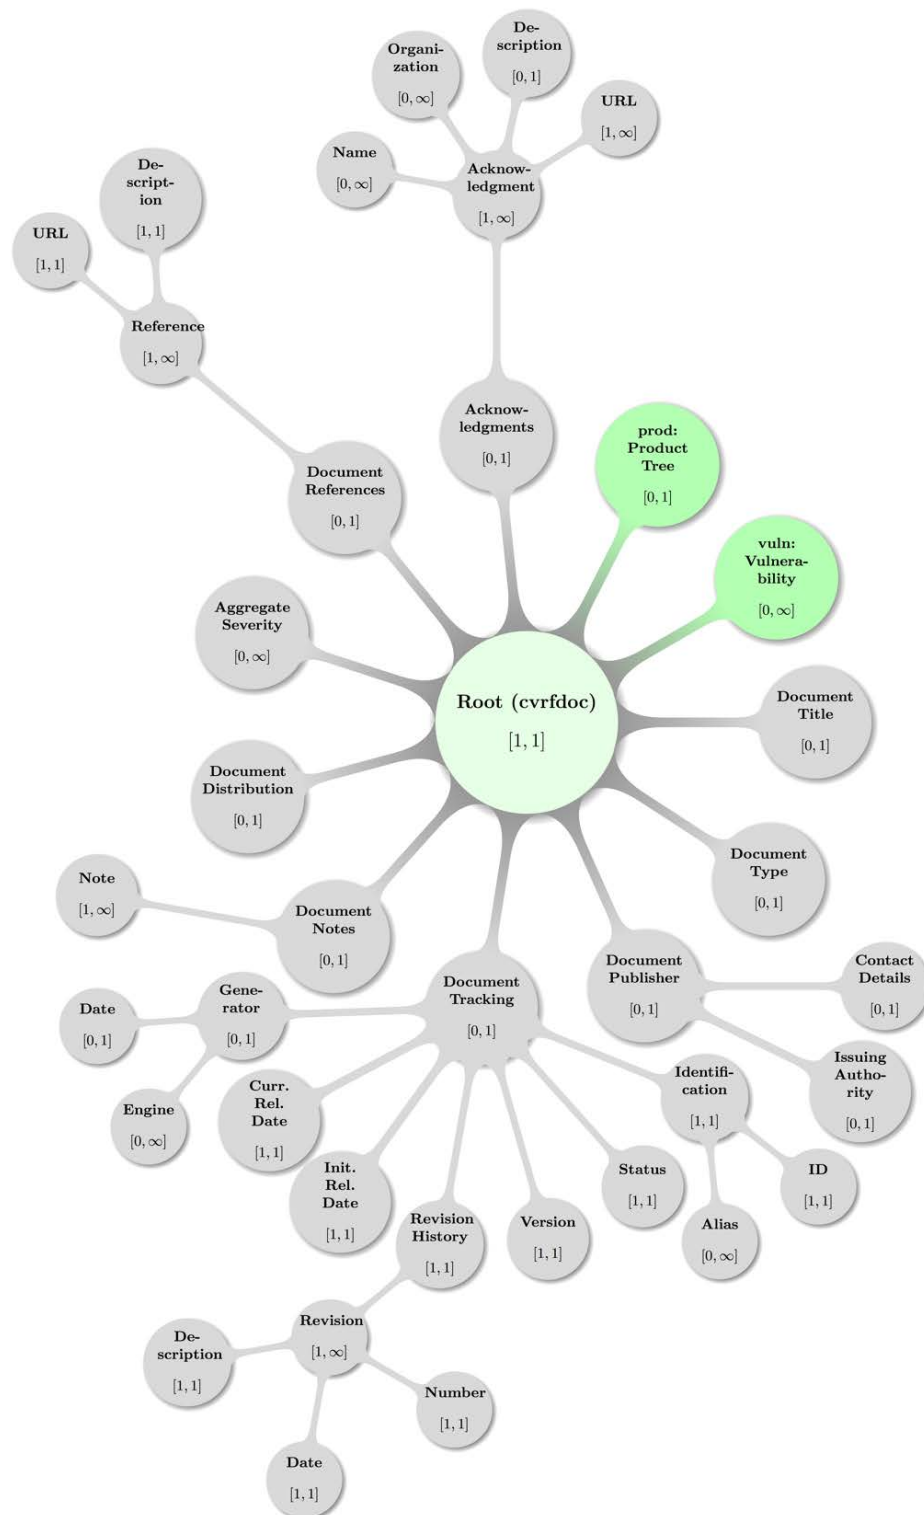 De-
scription
[0, 1]
Organi-
zation
[0, ∞]
URL
[1, ∞]
Name
[0, ∞]
Acknow-
ledgment
[1, ∞]
De-
script-
ion
[1, 1]
URL
[1, 1]
Reference
[1, ∞]
Acknow-
ledgments
[0, 1]
prod:
Product
Tree
[0, 1]
Document
References
[0, 1]
vuln:
Vulnera-
bility
[0, ∞]
Aggregate
Severity
[0, ∞]
Root (cvrfdoc)
[1, 1]
Document
Title
[0, 1]
Document
Distribution
[0, 1]
Document
Type
[0, 1]
Note
[1, ∞]
Document
Notes
[0, 1]
Document
Tracking
[0, 1]
Document
Publisher
[0, 1]
Contact
Details
[0, 1]
Gene-
rator
[0, 1]
Date
[0, 1]
Issuing
Autho-
rity
[0, 1]
Engine
[0, ∞]
Curr.
Rel.
Date
[1, 1]
Identifi-
cation
[1, 1]
Init.
Rel.
Date
[1, 1]
Status
[1, 1]
ID
[1, 1]
Revision
History
[1, 1]
Version
[1, 1]
Alias
[0, ∞]
Revision
[1, ∞]
De-
scription
[1, 1]
Number
[1, 1]
Date
[1, 1]